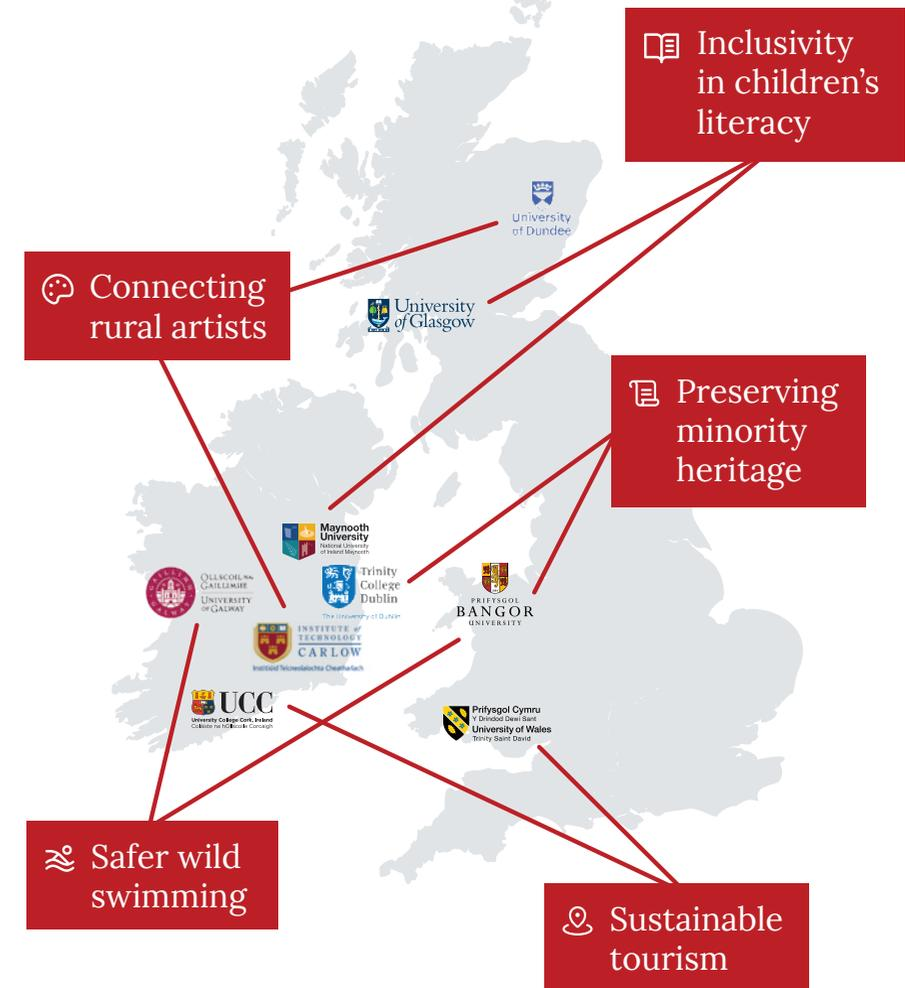 Inclusivity
in children's
literacy
University
of Dundee
Connecting
rural artists
University
of Glasgow
Preserving
minority
heritage
Maynooth
University
National University
of Ireland Maynooth
Trinity
College
Dublin
The University of Dublin
OLLSCOIL NA
GAILLIMHE
UNIVERSITY
OF GALWAY
PRIFYSGOL
BANGOR
UNIVERSITY
INSTITUTE of
TECHNOLOGY
CARLOW
Institiúid Teicneolaíochta Cheatharlach
UCC
University College Cork, Ireland
Coláiste na hOllscoile Corcaigh
Prifysgol Cymru
Y Drindod Dewi Sant
University of Wales
Trinity Saint David
Safer wild
swimming
Sustainable
tourism